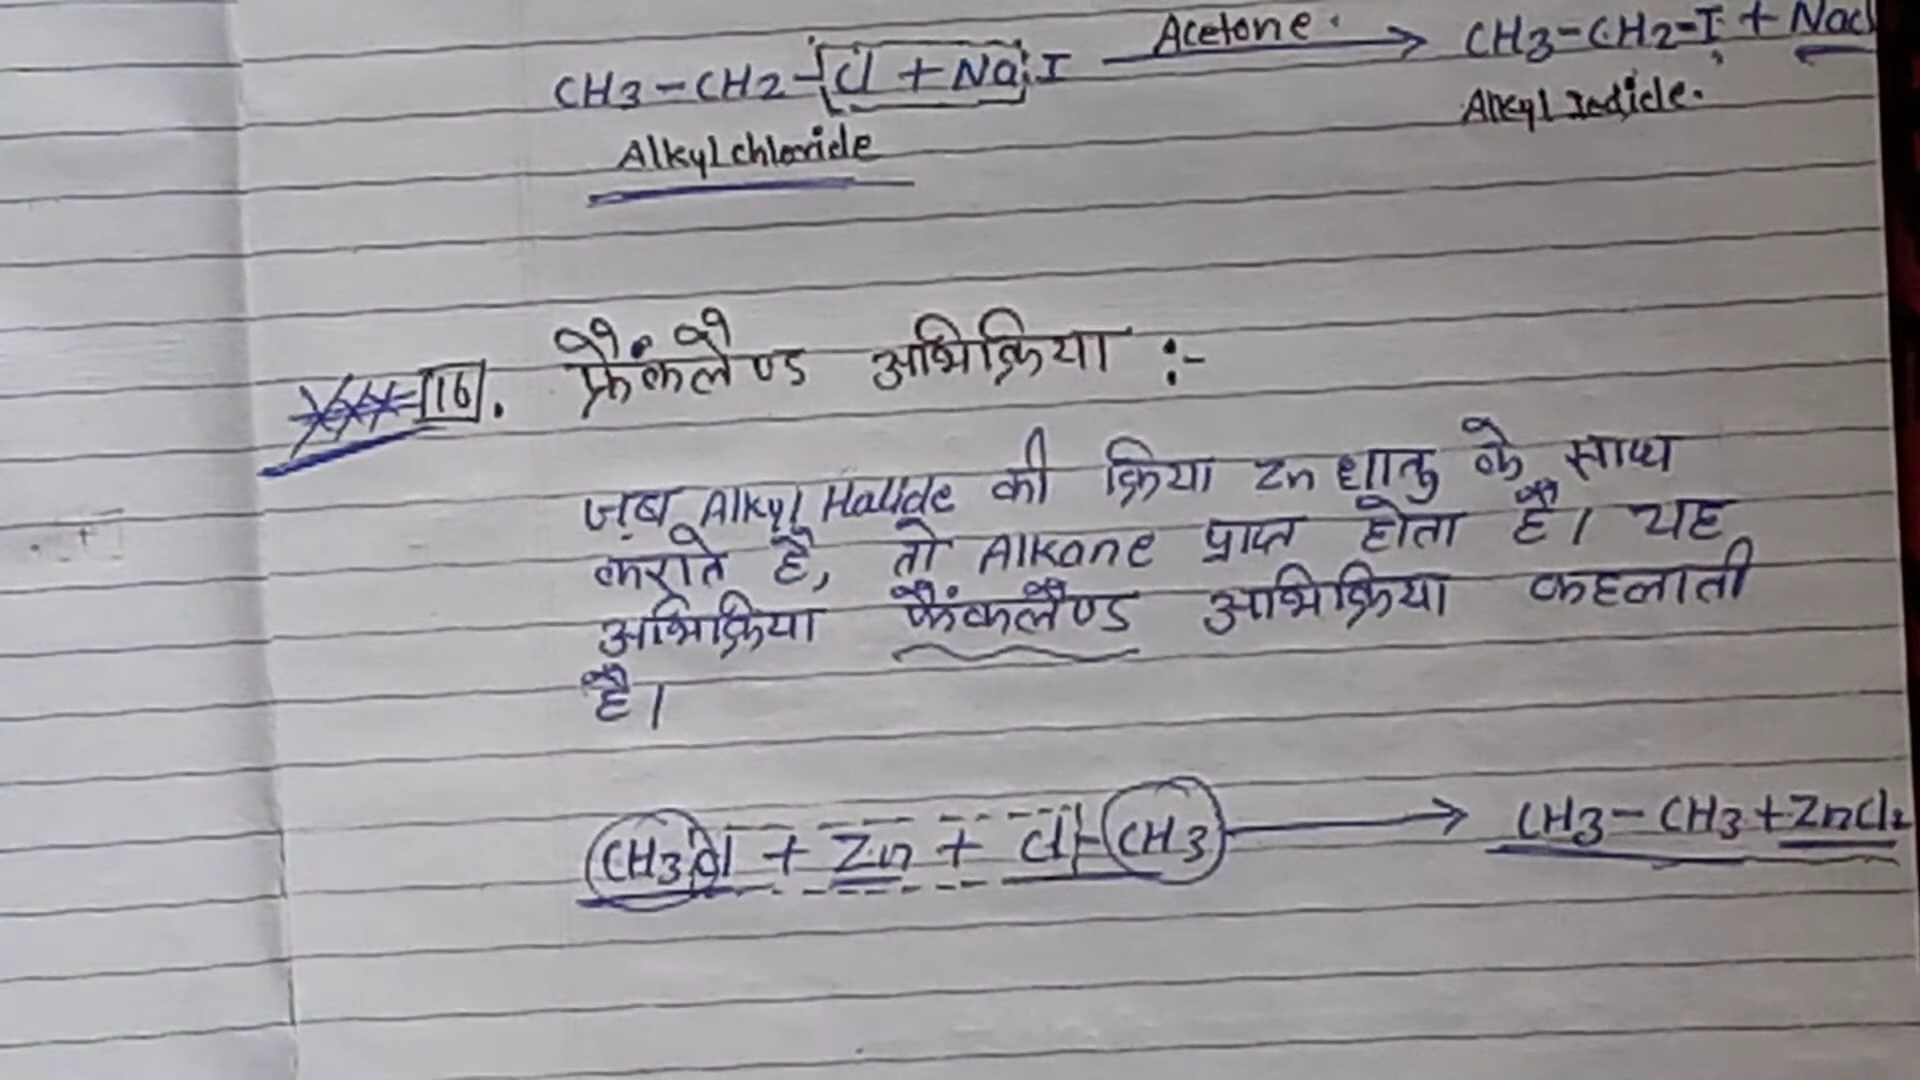 CH3-CH2-Cl + NaI Acetone. → CH3-CH2-I + NaCl
Alkyl chloride Alkyl Iodide.
16. फ्रैंकलैण्ड अभिक्रिया :-
जब Alkyl Halide की क्रिया Zn धातु के साथ
कराते है, तो Alkane प्राप्त होता है। यह
अभिक्रिया फ्रैंकलैण्ड अभिक्रिया कहलाती
है।
CH3Cl + Zn + Cl-CH3 → CH3-CH3 + ZnCl2